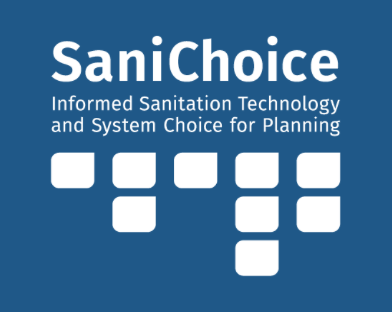 SaniChoice
Informed Sanitation Technology
and System Choice for Planning